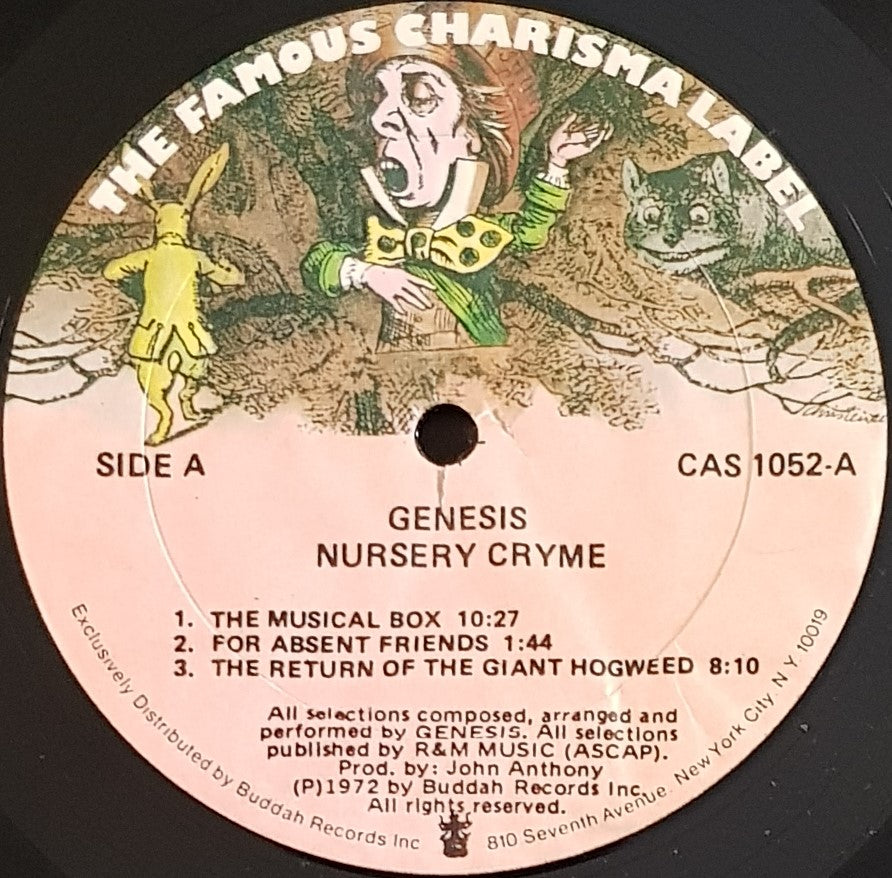 THE FAMOUS CHARISMA LABEL
SIDE A
CAS 1052-A
GENESIS
NURSERY CRYME
1. THE MUSICAL BOX 10:27
2. FOR ABSENT FRIENDS 1:44
3. THE RETURN OF THE GIANT HOGWEED 8:10
All selections composed, arranged and
performed by GENESIS. All selections
published by R&M MUSIC (ASCAP).
Prod. by: John Anthony
(P)1972 by Buddah Records Inc.
All rights reserved.
Exclusively Distributed by Buddah Records Inc 810 Seventh Avenue. New York City. N.Y. 10019